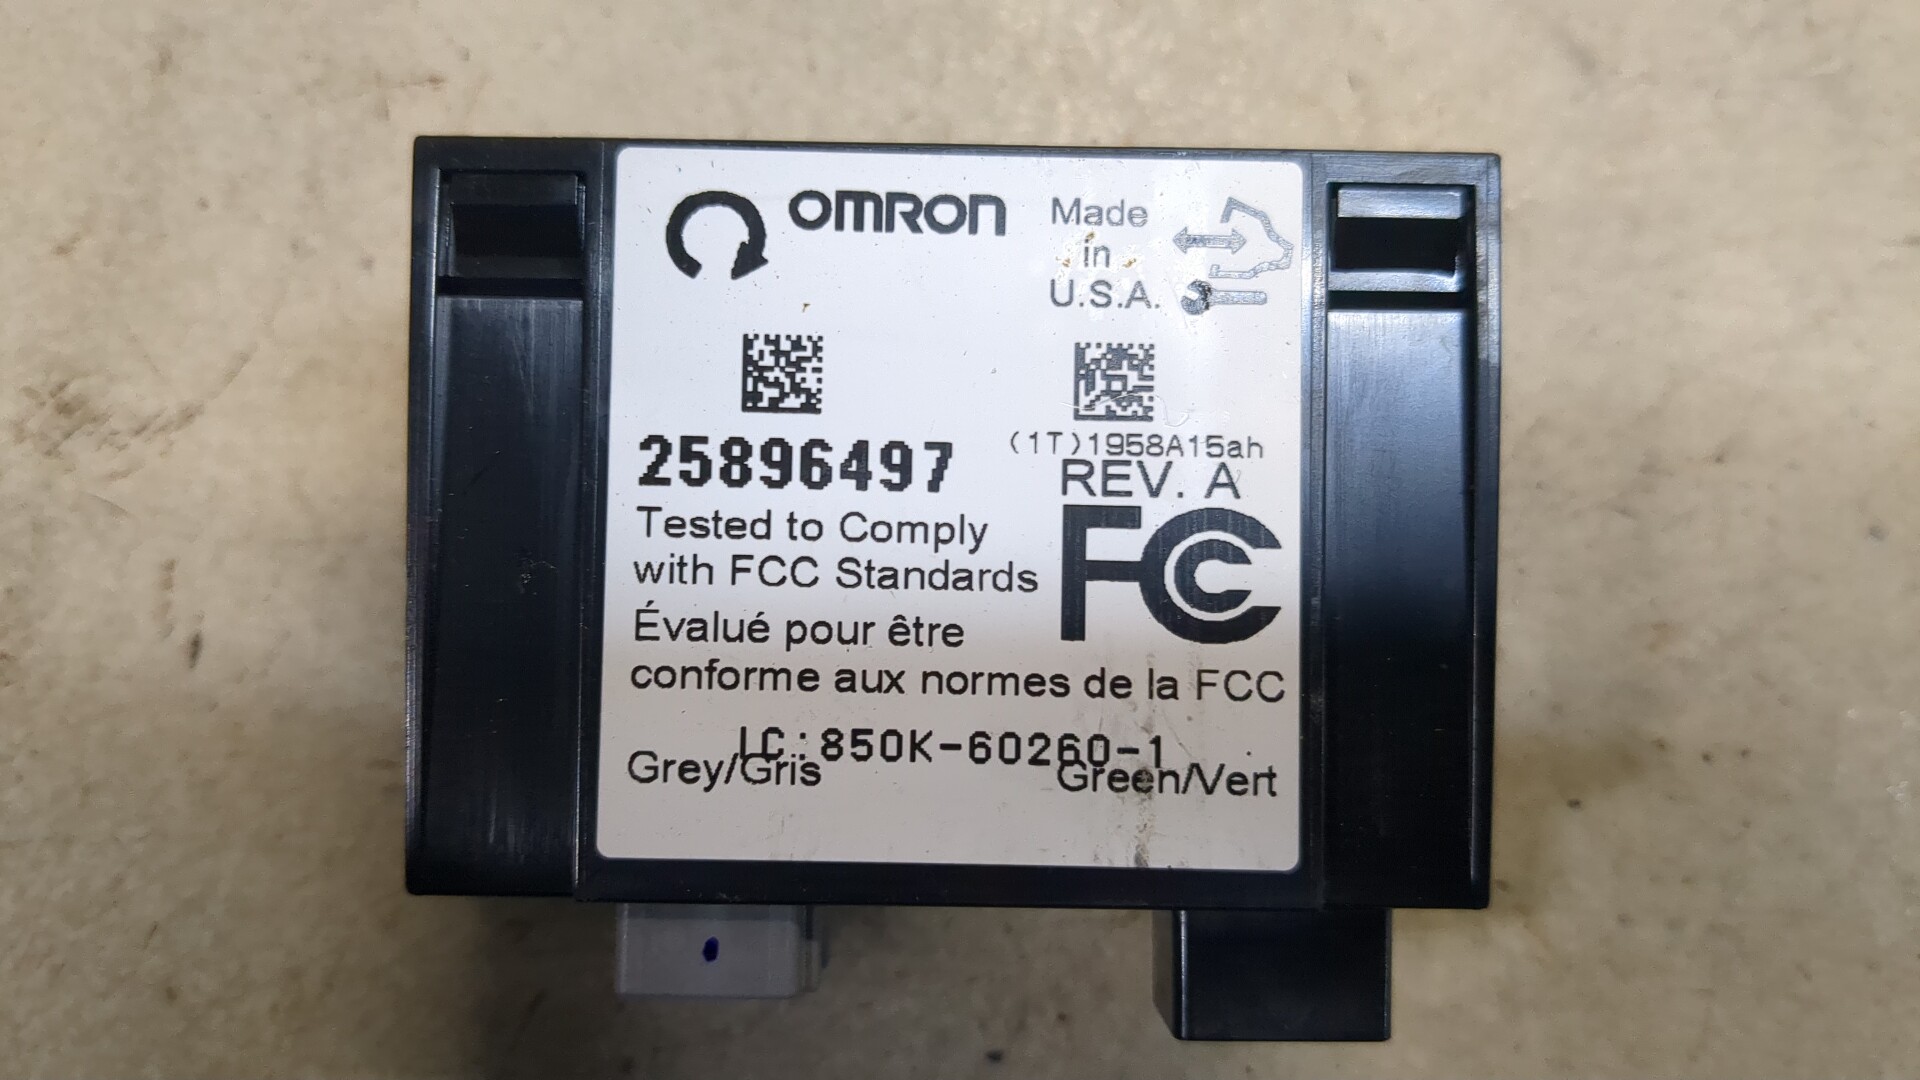 OMRON
Made
in
U.S.A.
25896497
(1T)1958A15ah
REV. A
Tested to Comply
with FCC Standards
FC
Évalué pour être
conforme aux normes de la FCC
IC:850K-60260-1
Grey/Gris
Green/Vert